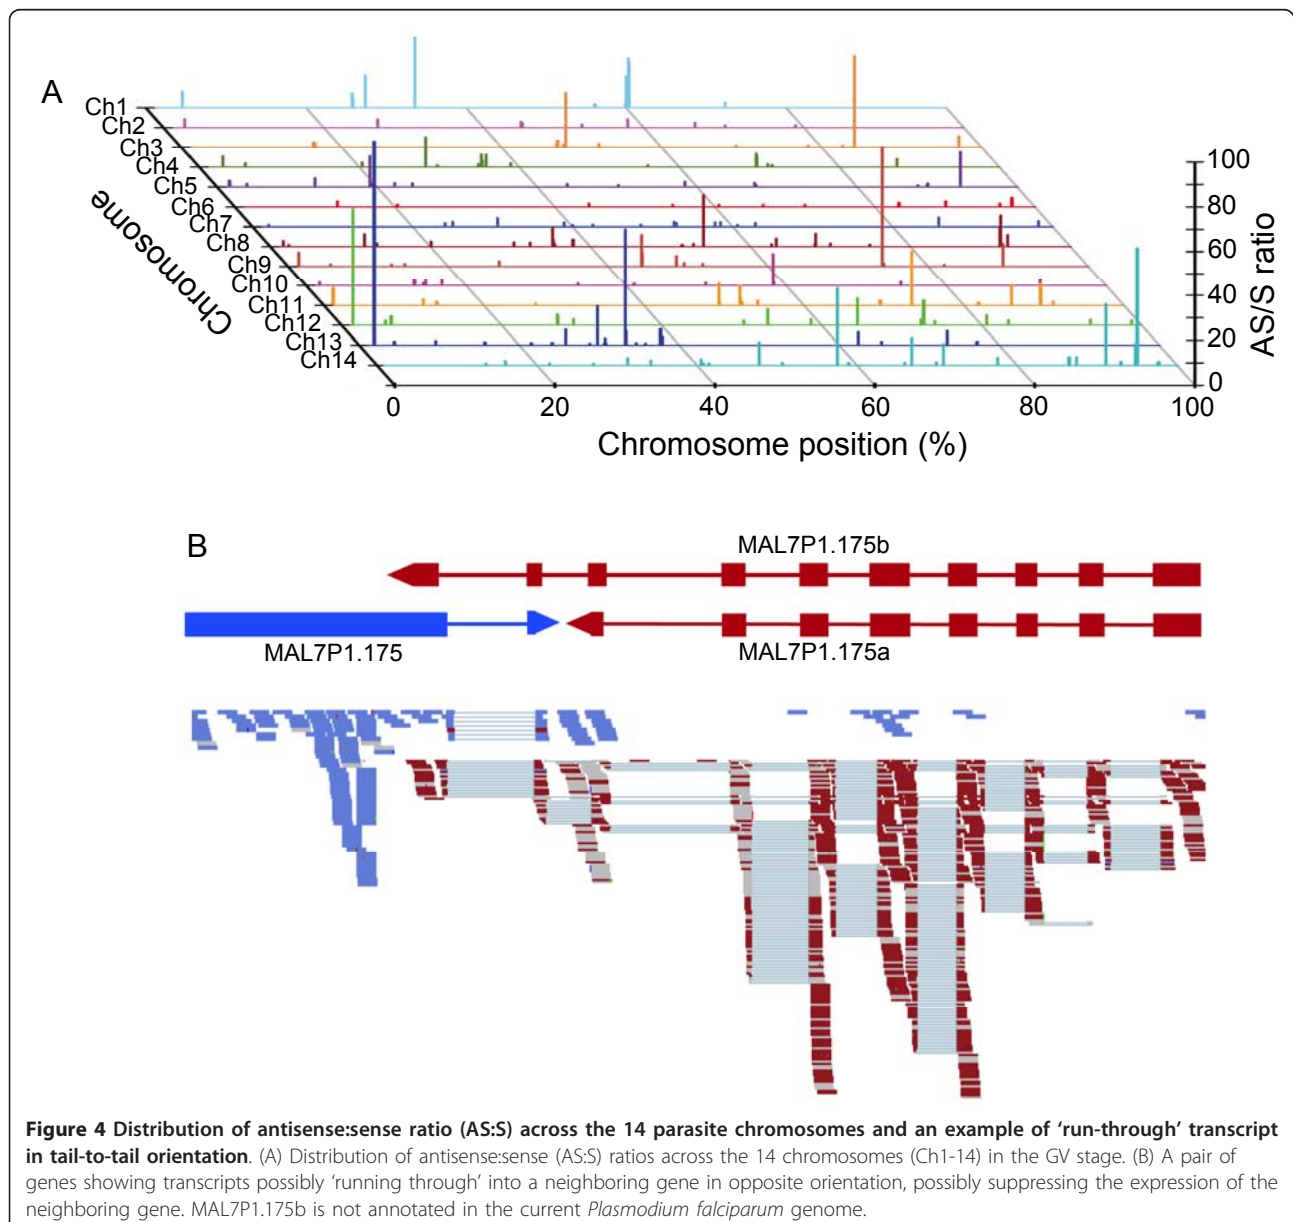 A
Ch1
Ch2
Ch3
Ch4
Ch5
Ch6
Ch7
Ch8
Ch9
Ch10
Ch11
Ch12
Ch13
Ch14
Chromosome
0
20
40
60
80
100
Chromosome position (%)
100
80
60
40
20
0
AS/S ratio
B
MAL7P1.175b
MAL7P1.175
MAL7P1.175a
Figure 4 Distribution of antisense:sense ratio (AS:S) across the 14 parasite chromosomes and an example of ‘run-through’ transcript
in tail-to-tail orientation. (A) Distribution of antisense:sense (AS:S) ratios across the 14 chromosomes (Ch1-14) in the GV stage. (B) A pair of
genes showing transcripts possibly ‘running through’ into a neighboring gene in opposite orientation, possibly suppressing the expression of the
neighboring gene. MAL7P1.175b is not annotated in the current Plasmodium falciparum genome.